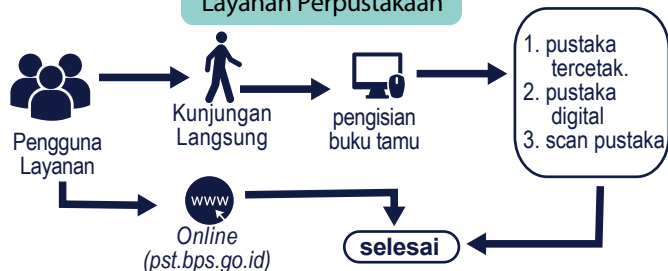 Layanan Perpustakaan
Pengguna
Layanan
Kunjungan
Langsung
pengisian
buku tamu
1. pustaka
tercetak.
2. pustaka
digital
3. scan pustaka
www
Online
(pst.bps.go.id)
selesai